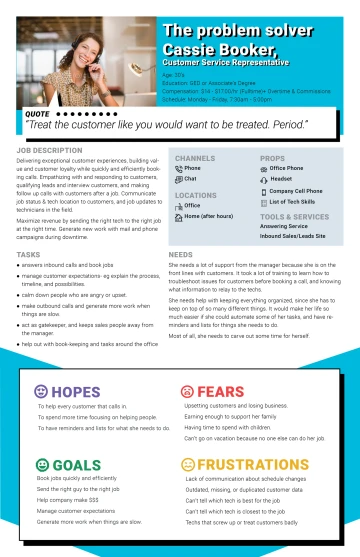 The problem solver
Cassie Booker,
Customer Service Representative
Age: 30's
Education: GED or Associate's Degree
Compensation: $14 - $17.00/hr (Fulltime)+ Overtime & Commissions
Schedule: Monday - Friday, 7:30am - 5:30pm
QUOTE
"Treat the customer like you would want to be treated. Period."
JOB DESCRIPTION
Delivering exceptional customer experiences, building val-
ue and customer loyalty while quickly and efficiently book-
ing calls. Empathizing with and responding to customers,
qualifying leads and interview customers, and making
follow up calls with customers after a job. Communicate
job status & tech location to customers, and job updates to
technicians in the field.
Maximize revenue by sending the right tech to the right job
at the right time. Generate new work with mail and phone
campaigns during downtime.
CHANNELS
Phone
Chat
LOCATIONS
Office
Home (after hours)
PROPS
Office Phone
Headset
Company Cell Phone
List of Tech Skills
TOOLS & SERVICES
Answering Service
Inbound Sales/Leads Site
TASKS
answers inbound calls and book jobs
manage customer expectations- eg explain the process,
timeline, and possibilities.
calm down people who are angry or upset.
make outbound calls and generate more work when
things are slow.
act as gatekeeper, and keeps sales people away from
the manager.
help out with book-keeping and tasks around the office
NEEDS
She needs a lot of support from the manager because she is on the
front lines with customers. It took a lot of training to learn how to
troubleshoot issues for customers before booking a call, and knowing
what information to relay to the techs.
She needs help with keeping everything organized, since she has to
keep on top of so many different things. It would make her life so
much easier if she could automate some of her tasks, and have re-
minders and lists for things she needs to do.
Most of all, she needs to carve out some time for herself.
HOPES
To help every customer that calls in.
To spend more time focusing on helping people.
To have reminders and lists for what she needs to do.
FEARS
Upsetting customers and losing business.
Earning enough to support her family
Having time to spend with children.
Can't go on vacation because no one else can do her job
GOALS
Book jobs quickly and efficiently
Send the right guy to the right job
Help company make $$$
Manage customer expectations
Generate more work when things are slow.
FRUSTRATIONS
Lack of communication about schedule changes
Outdated, missing, or duplicated customer data
Can't tell which tech is best for the job
Can't tell which tech is closest to the job
Techs that screw up or treat customers badly